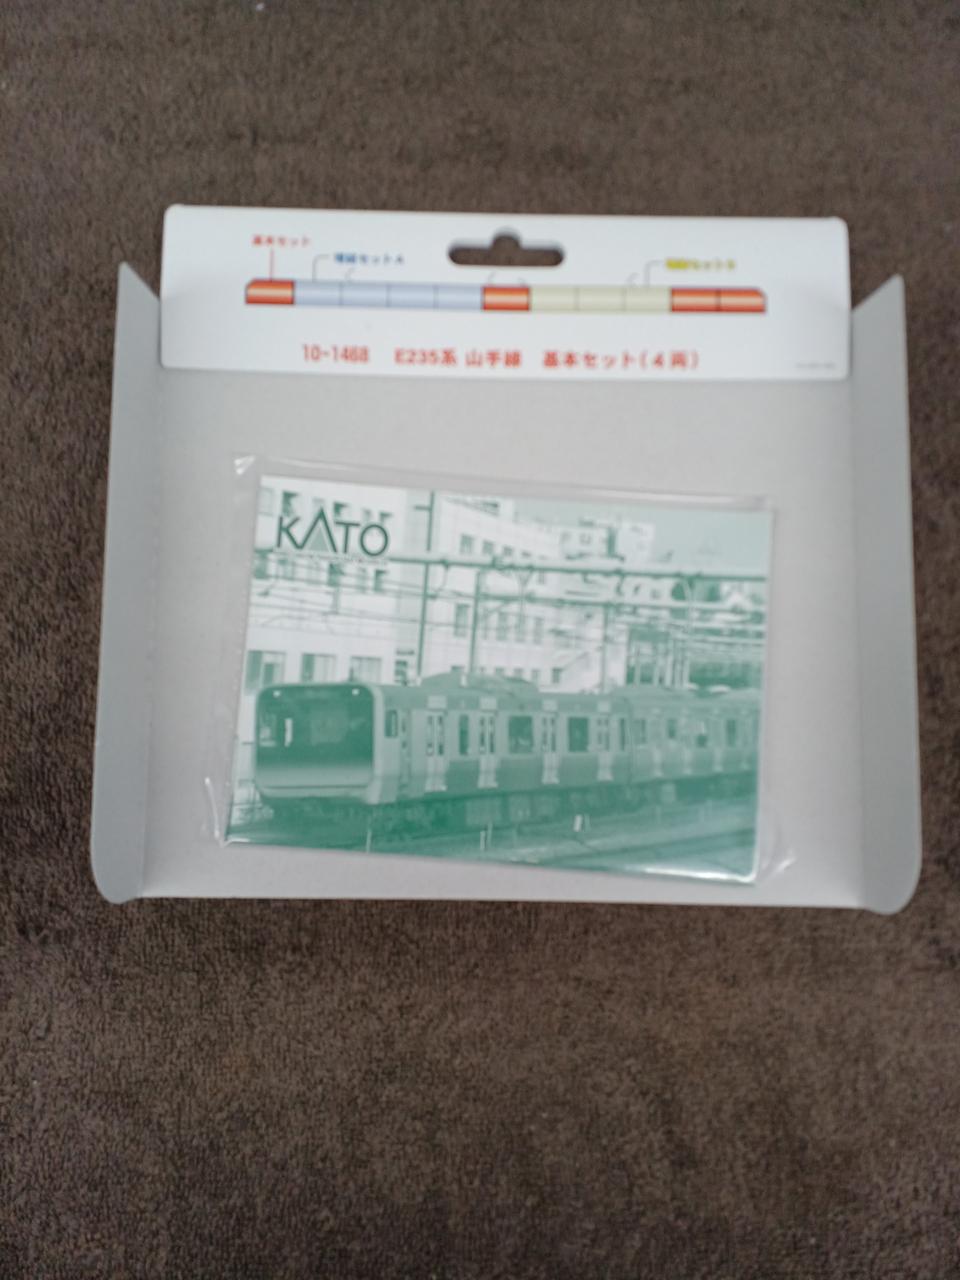 基本セット
増結セットA
増結セットB
10-1468 E235系 山手線 基本セット(4両)
KATO